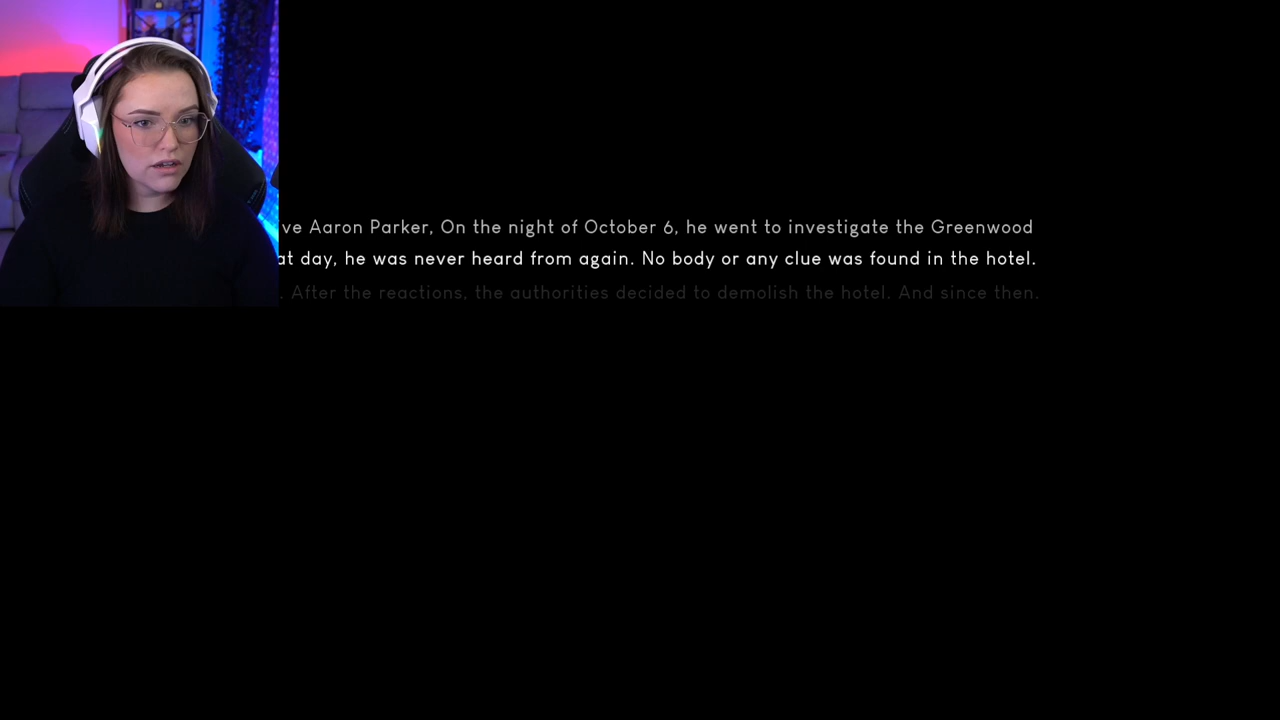 ve Aaron Parker, On the night of October 6, he went to investigate the Greenwood
at day, he was never heard from again. No body or any clue was found in the hotel.
. After the reactions, the authorities decided to demolish the hotel. And since then.